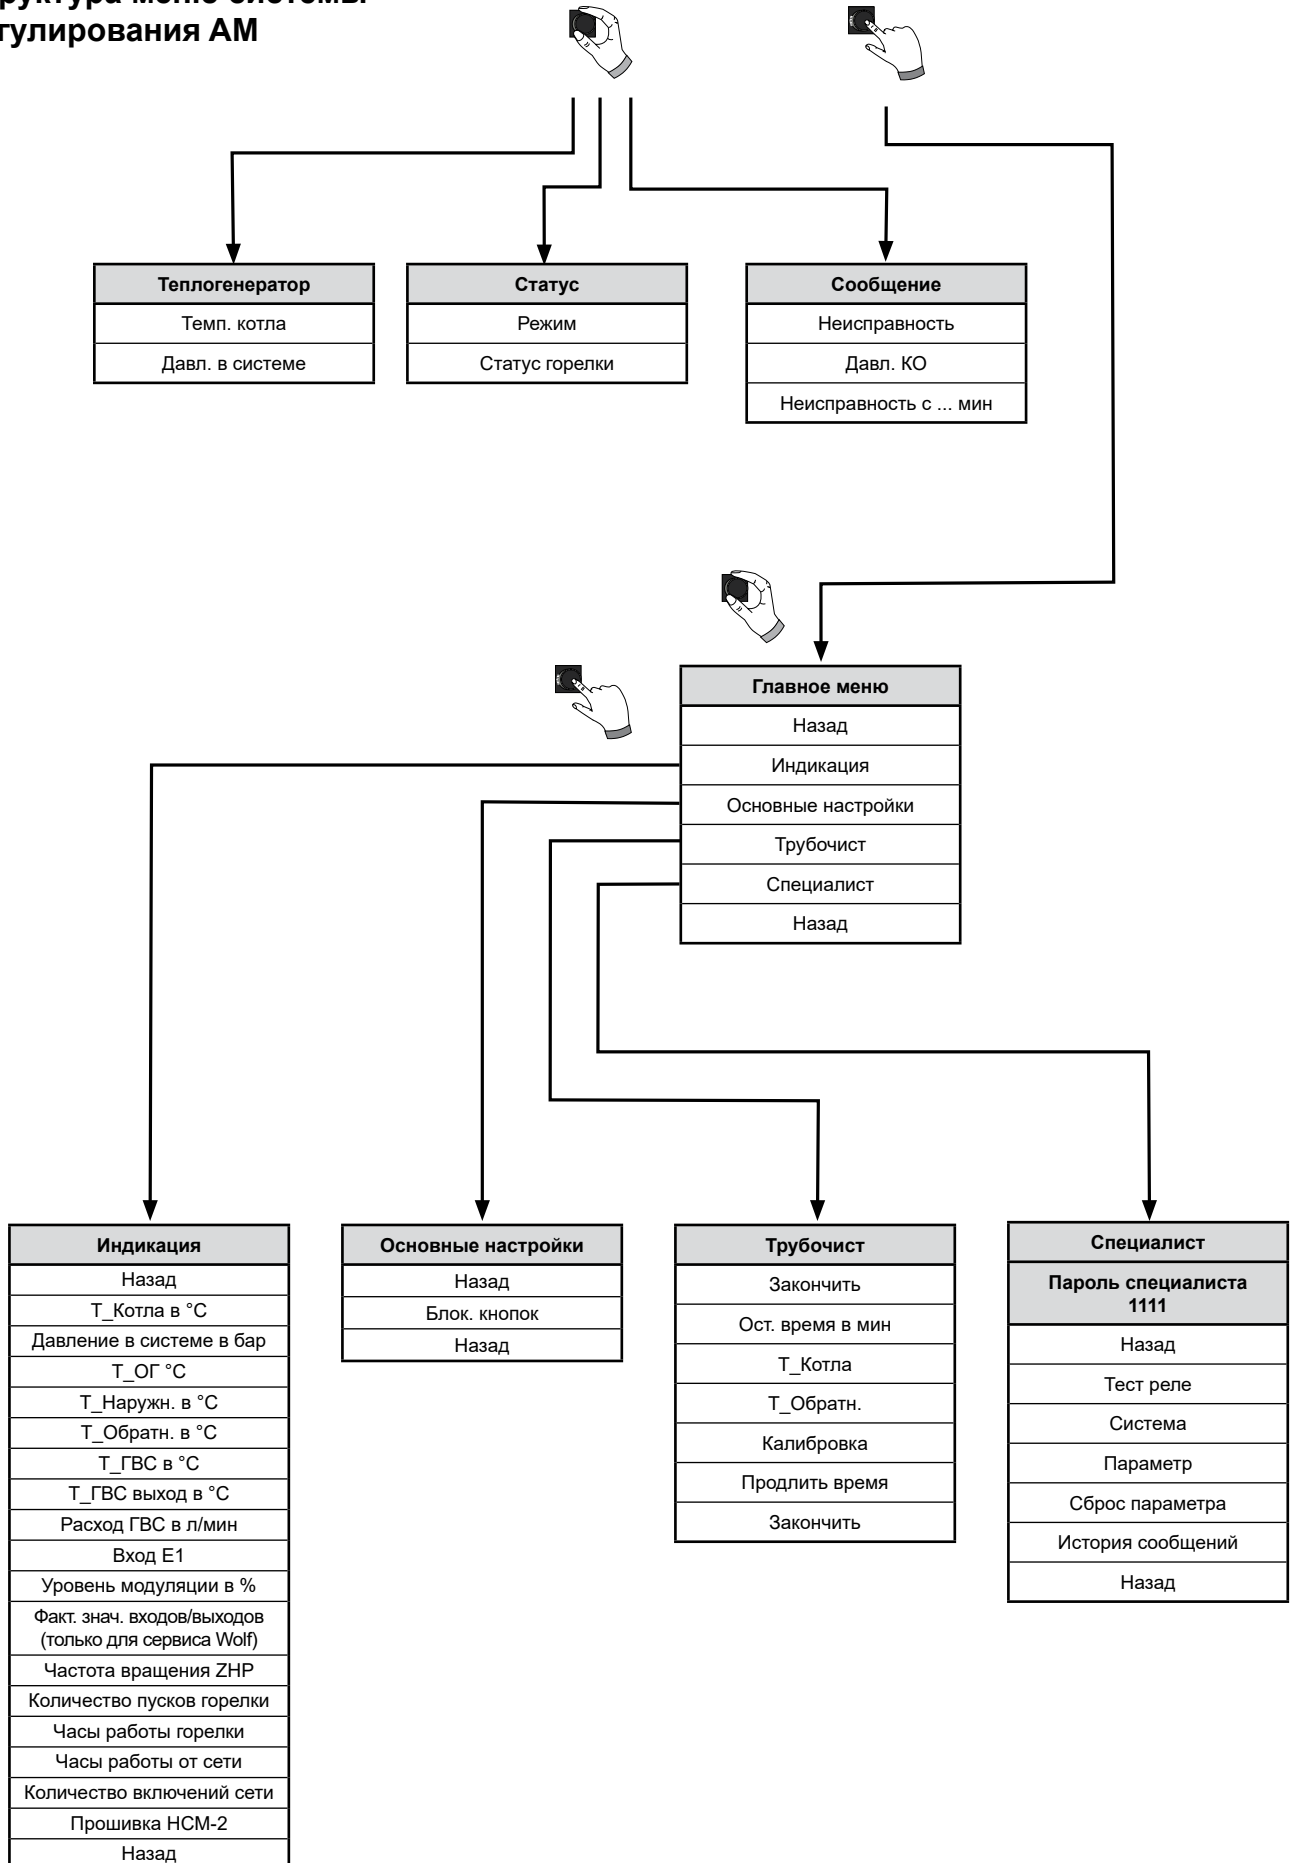 гулирования АМ
Теплогенератор
Темп. котла
Давл. в системе
Статус
Режим
Статус горелки
Сообщение
Неисправность
Давл. КО
Неисправность с ... мин
Главное меню
Назад
Индикация
Основные настройки
Трубочист
Специалист
Назад
Индикация
Назад
Т_Котла в °C
Давление в системе в бар
Т_ОГ °C
Т_Наружн. в °C
Т_Обратн. в °C
Т_ГВС в °C
Т_ГВС выход в °C
Расход ГВС в л/мин
Вход E1
Уровень модуляции в %
Факт. знач. входов/выходов
(только для сервиса Wolf)
Частота вращения ZHP
Количество пусков горелки
Часы работы горелки
Часы работы от сети
Количество включений сети
Прошивка HCM-2
Назад
Основные настройки
Назад
Блок. кнопок
Назад
Трубочист
Закончить
Ост. время в мин
Т_Котла
Т_Обратн.
Калибровка
Продлить время
Закончить
Специалист
Пароль специалиста
1111
Назад
Тест реле
Система
Параметр
Сброс параметра
История сообщений
Назад